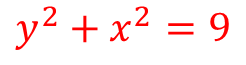 y² + x² = 9